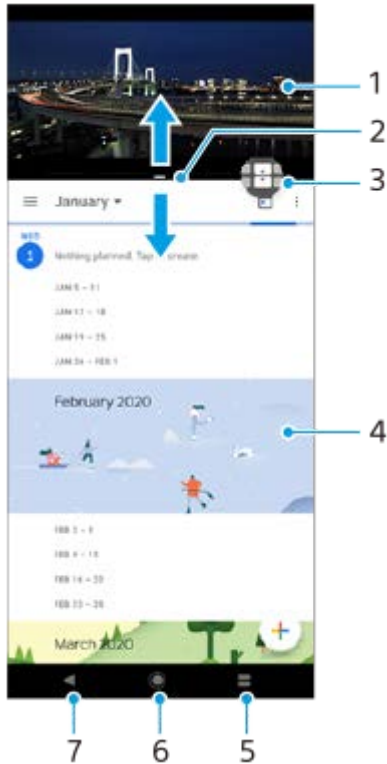 1
2
3
January
WED
1
Nothing planned. Tap to create.
JAN 5 – 11
JAN 12 – 18
JAN 19 – 25
JAN 26 – FEB 1
February 2020
4
FEB 2 – 8
FEB 9 – 15
FEB 16 – 22
FEB 23 – 29
March 2020
7 6 5